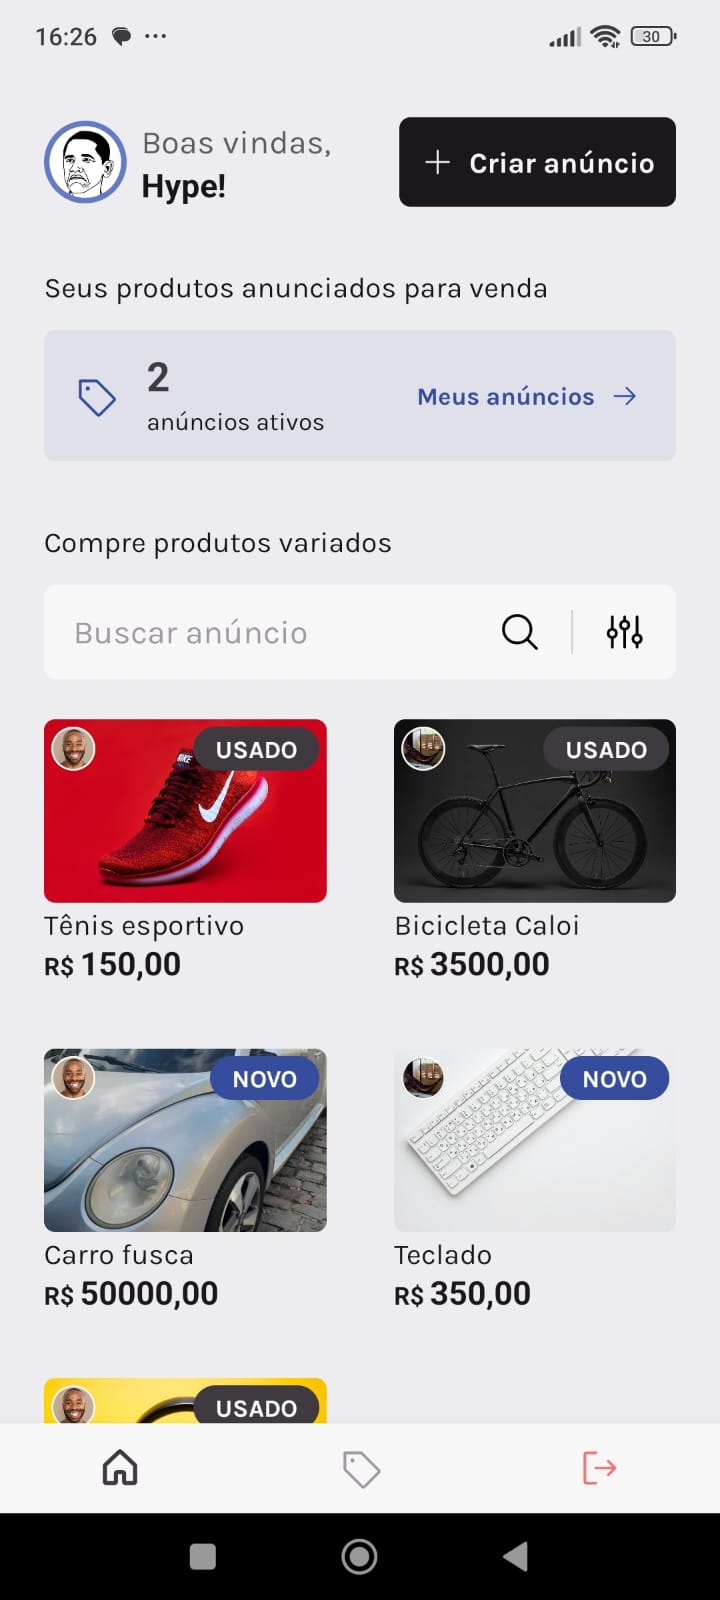 16:26
30
Boas vindas,
Hype!
+ Criar anúncio
Seus produtos anunciados para venda
2
anúncios ativos
Meus anúncios →
Compre produtos variados
Buscar anúncio
USADO
NIKE
USADO
Tênis esportivo
R$ 150,00
Bicicleta Caloi
R$ 3500,00
NOVO
NOVO
Carro fusca
R$ 50000,00
Teclado
R$ 350,00
USADO